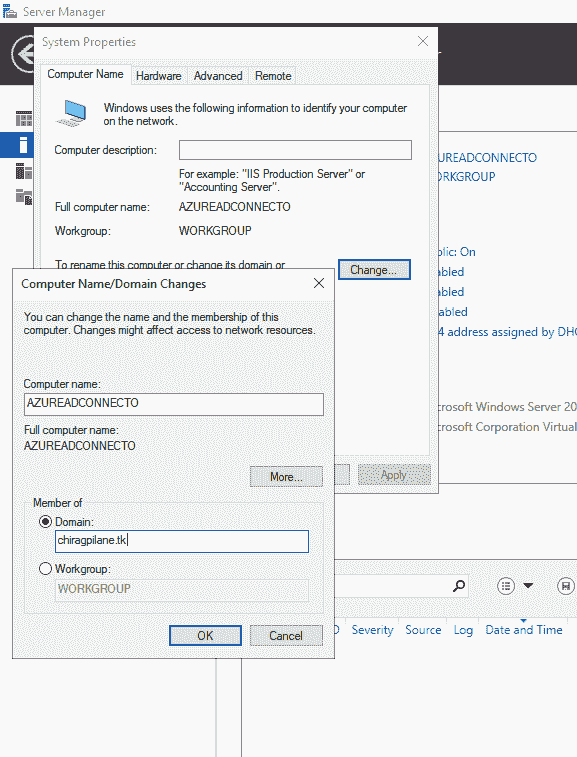 Server Manager
System Properties
Computer Name
Hardware
Advanced
Remote
Windows uses the following information to identify your computer
on the network.
Computer description:
For example: "IIS Production Server" or
"Accounting Server".
Full computer name:
AZUREADCONNECTO
Workgroup:
WORKGROUP
To rename this computer or change its domain or
Change...
Apply
UREADCONNECTO
ORKGROUP
blic: On
abled
abled
abled
4 address assigned by DHC
crosoft Windows Server 20
crosoft Corporation Virtual
Computer Name/Domain Changes
You can change the name and the membership of this
computer. Changes might affect access to network resources.
Computer name:
AZUREADCONNECTO
Full computer name:
AZUREADCONNECTO
More...
Member of
Domain:
chiragpilane.tk
Workgroup:
WORKGROUP
OK
Cancel
Severity
Source
Log
Date and Time